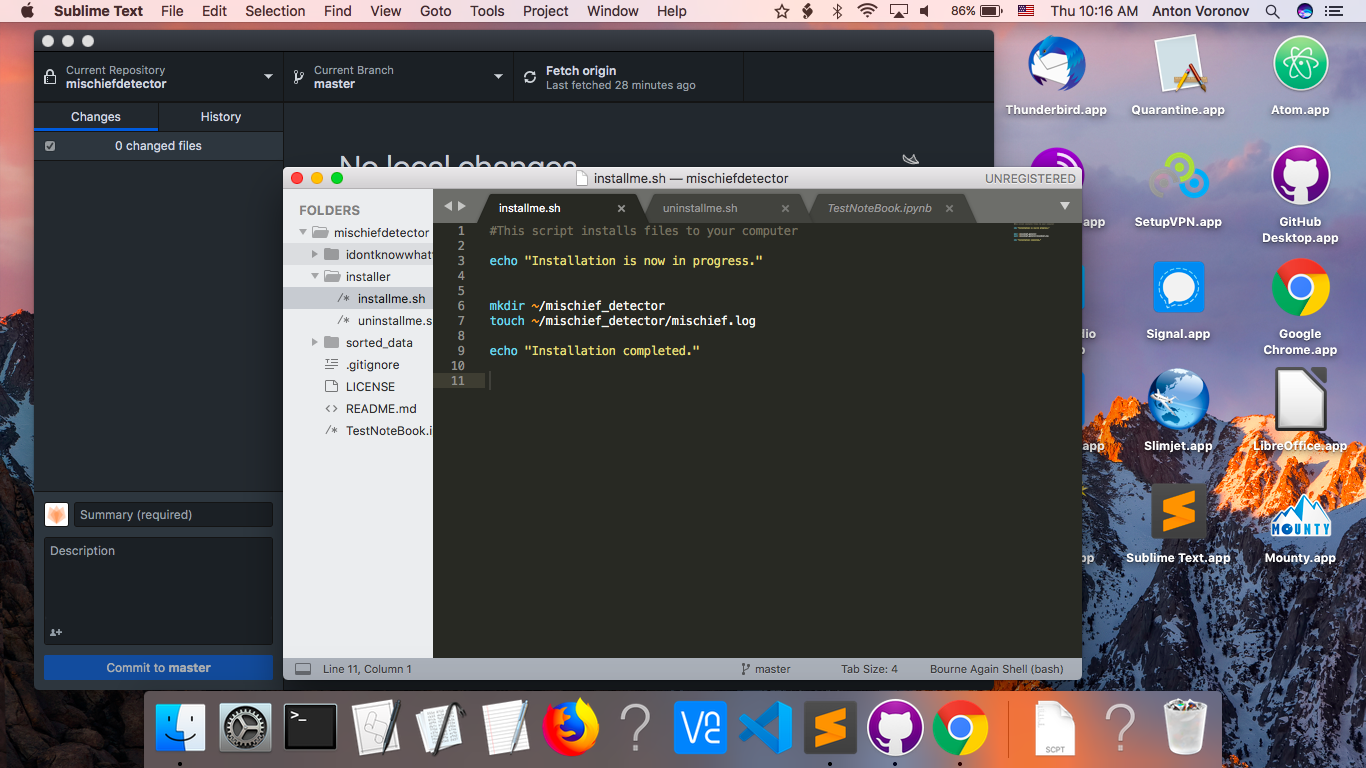 Sublime Text File Edit Selection Find View Goto Tools Project Window Help 86% Thu 10:16 AM Anton Voronov
Current Repository
mischiefdetector
Current Branch
master
Fetch origin
Last fetched 28 minutes ago
Changes History
0 changed files
No local changes
Summary (required)
Description
Commit to master
installme.sh — mischiefdetector
UNREGISTERED
FOLDERS
mischiefdetector
idontknowwhat
installer
installme.sh
uninstallme.s
sorted_data
.gitignore
LICENSE
README.md
TestNoteBook.i
installme.sh uninstallme.sh TestNoteBook.ipynb
1 #This script installs files to your computer
2
3 echo "Installation is now in progress."
4
5
6 mkdir ~/mischief_detector
7 touch ~/mischief_detector/mischief.log
8
9 echo "Installation completed."
10
11
Line 11, Column 1 master Tab Size: 4 Bourne Again Shell (bash)
Thunderbird.app Quarantine.app Atom.app
pp SetupVPN.app GitHub
Desktop.app
dio Signal.app Google
p Chrome.app
app Slimjet.app LibreOffice.app
pp Sublime Text.app Mounty.app
MOUNTY
>_
VS
SCPT